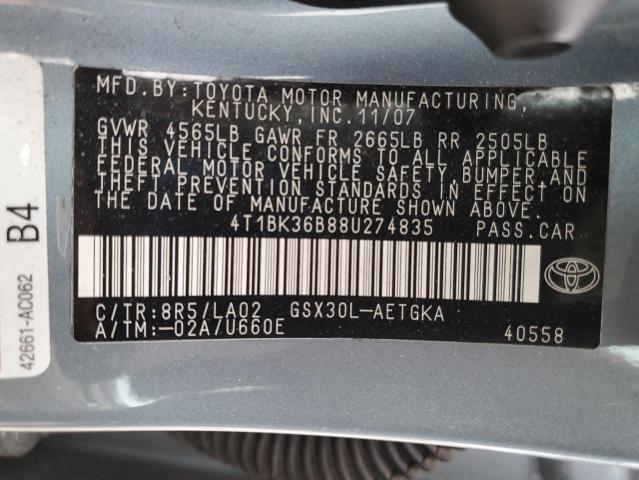 MFD.BY:TOYOTA MOTOR MANUFACTURING,
KENTUCKY, INC.11/07
GVWR 4565LB GAWR FR 2665LB RR 2505LB
THIS VEHICLE CONFORMS TO ALL APPLICABLE
FEDERAL MOTOR VEHICLE SAFETY, BUMPER AND
THEFT PREVENTION STANDARDS IN EFFECT ON
THE DATE OF MANUFACTURE SHOWN ABOVE.
4T1BK36B88U274835 PASS.CAR
C/TR:8R5/LA02 GSX30L-AETGKA
A/TM:-02A/U660E 40558
B4
42661-AC062